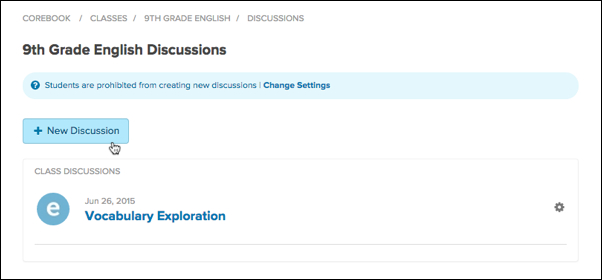 COREBOOK / CLASSES / 9TH GRADE ENGLISH / DISCUSSIONS
9th Grade English Discussions
? Students are prohibited from creating new discussions | Change Settings
+ New Discussion
CLASS DISCUSSIONS
e
Jun 26, 2015
Vocabulary Exploration